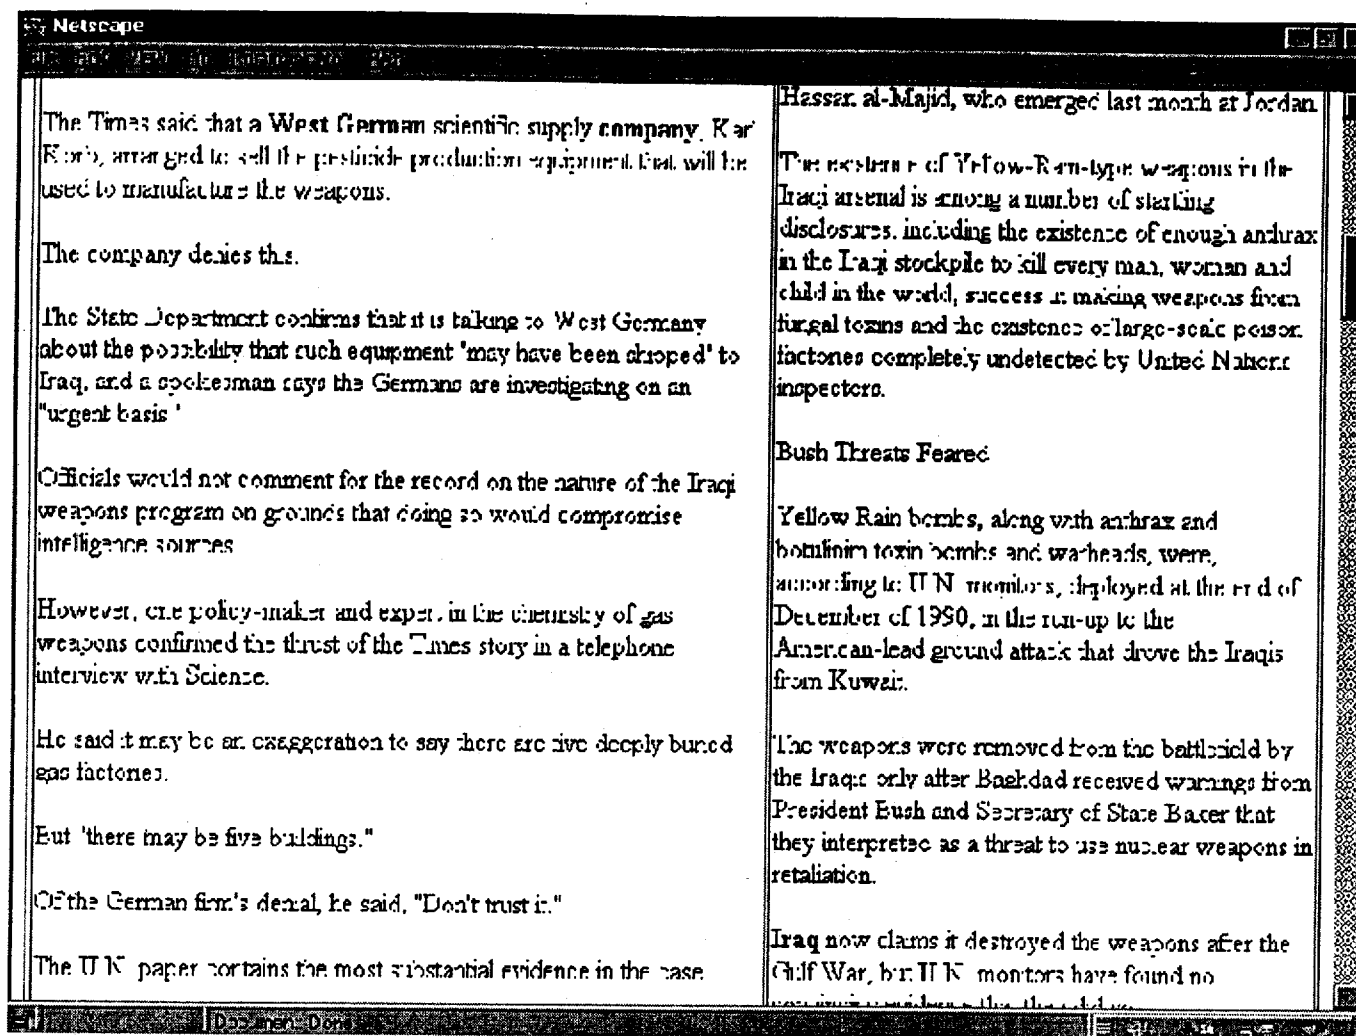 Netscape
The Times said that a West German scientific supply company, Karl
Korb, arranged to sell the pesticide production equipment that will be
used to manufacture the weapons.
The company denies this.
The State Department confirms that it is talking to West Germany
about the possibility that such equipment "may have been shipped" to
Iraq, and a spokesman says the Germans are investigating on an
"urgent basis"
Officials would not comment for the record on the nature of the Iraqi
weapons program on grounds that doing so would compromise
intelligence sources
However, one policy-maker and expert in the chemistry of gas
weapons confirmed the thrust of the Times story in a telephone
interview with Science.
He said it may be an exaggeration to say there are five deeply buried
gas factories.
But "there may be five buildings."
Of the German firm's denial, he said, "Don't trust it."
The U.N. paper contains the most substantial evidence in the case
Hassan al-Majid, who emerged last month at Jordan
The existence of Yellow-Rain-type weapons in the
Iraqi arsenal is among a number of startling
disclosures, including the existence of enough anthrax
in the Iraqi stockpile to kill every man, woman and
child in the world, success at making weapons from
fungal toxins and the existence of large-scale poison
factories completely undetected by United Nations
inspectors.
Bush Threats Feared
Yellow Rain bombs, along with anthrax and
botulinim toxin bombs and warheads, were,
according to U.N. monitors, deployed at the end of
December of 1990, in the run-up to the
American-lead ground attack that drove the Iraqis
from Kuwait.
The weapons were removed from the battlefield by
the Iraqis only after Baghdad received warnings from
President Bush and Secretary of State Baker that
they interpreted as a threat to use nuclear weapons in
retaliation.
Iraq now claims it destroyed the weapons after the
Gulf War, but U.N. monitors have found no
Document Done